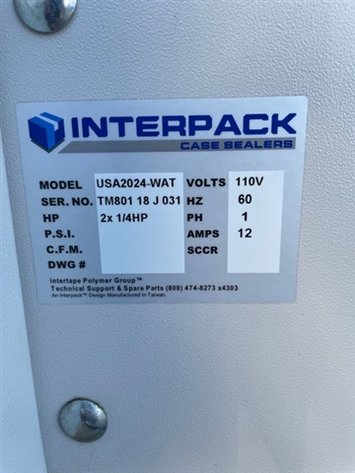 INTERPACK
CASE SEALERS
MODEL USA2024-WAT VOLTS 110V
SER. NO. TM801 18 J 031 HZ 60
HP 2x 1/4HP PH 1
P.S.I. AMPS 12
C.F.M. SCCR
DWG #
Intertape Polymer Group™
Technical Support & Spare Parts (800) 474-8273 x4303
An Interpack™ Design Manufactured in Taiwan